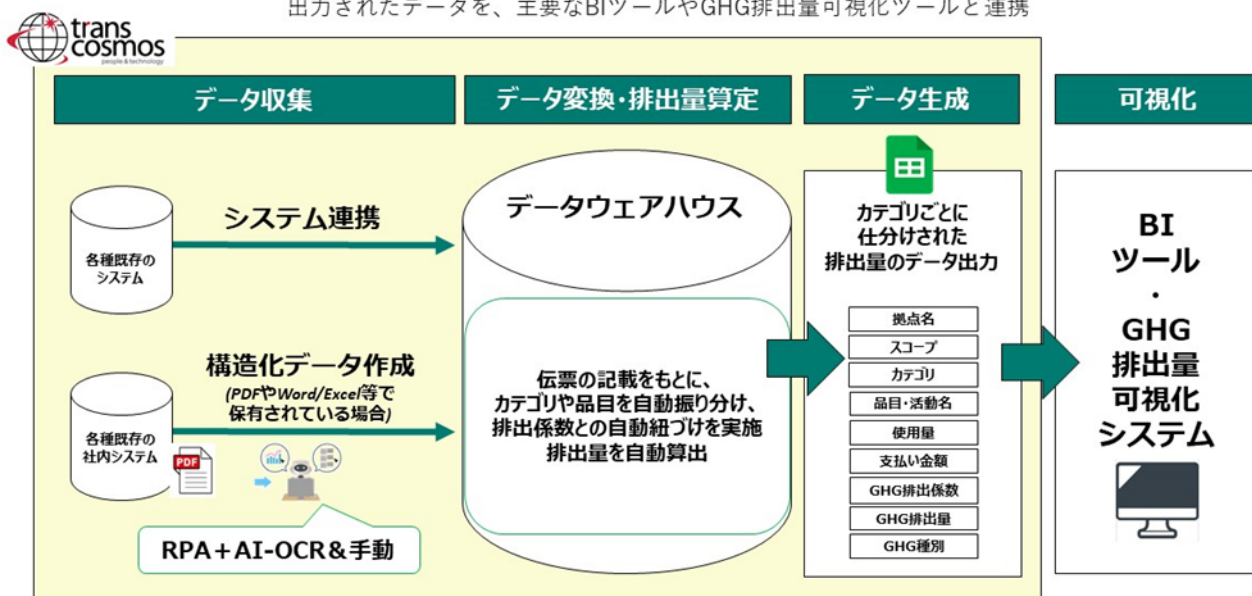 出力されたデータを、主要なBIツールやGHG排出量可視化ツールと連携
trans
cosmos
people & technology
データ収集
データ変換・排出量算定
データ生成
可視化
各種既存の
システム
システム連携
構造化データ作成
(PDFやWord/Excel等で
保有されている場合)
各種既存の
社内システム
PDF
RPA+AI-OCR&手動
データウェアハウス
伝票の記載をもとに、
カテゴリや品目を自動振り分け、
排出係数との自動紐づけを実施
排出量を自動算出
カテゴリごとに
仕分けされた
排出量のデータ出力
拠点名
スコープ
カテゴリ
品目・活動名
使用量
支払い金額
GHG排出係数
GHG排出量
GHG種別
BI
ツール
・
GHG
排出量
可視化
システム